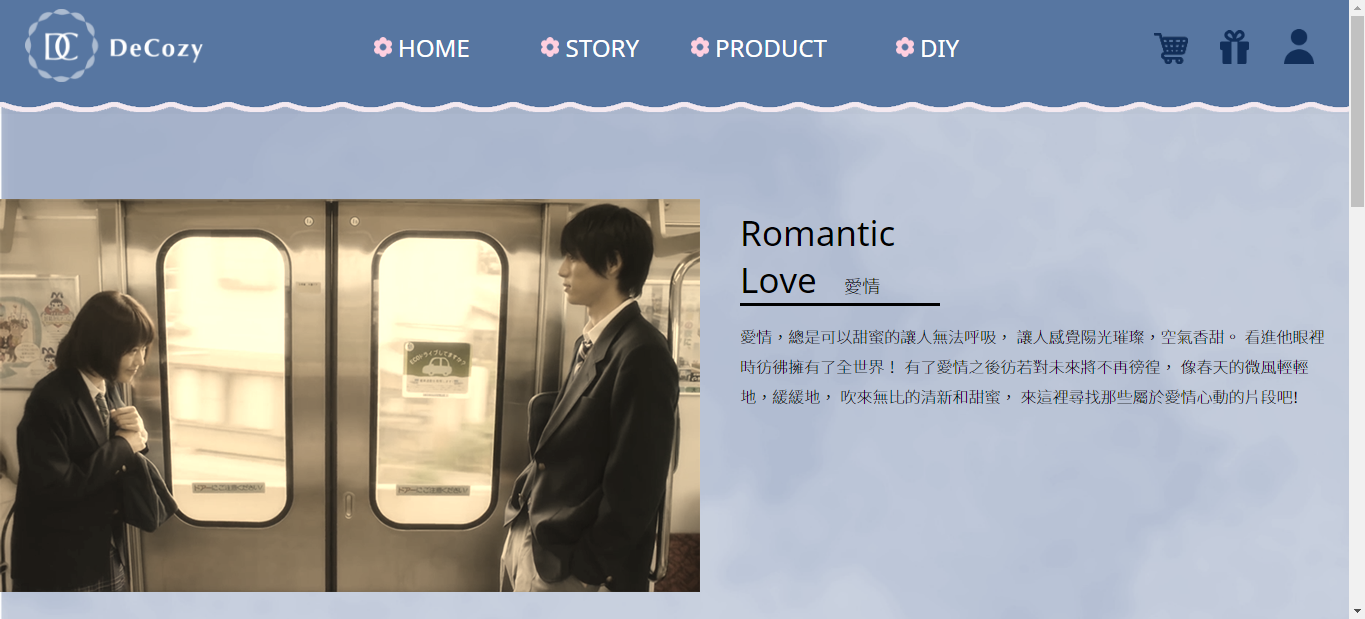 DC DeCozy
HOME STORY PRODUCT DIY
Romantic
Love 愛情
愛情，總是可以甜蜜的讓人無法呼吸， 讓人感覺陽光璀璨，空氣香甜。 看進他眼裡
時彷彿擁有了全世界！ 有了愛情之後彷若對未來將不再徬徨， 像春天的微風輕輕
地，緩緩地， 吹來無比的清新和甜蜜， 來這裡尋找那些屬於愛情心動的片段吧!